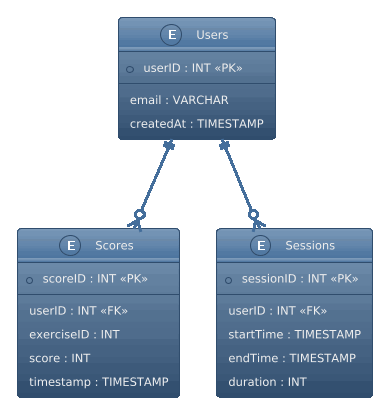 E Users
userID : INT «PK»
email : VARCHAR
createdAt : TIMESTAMP
E Scores
scoreID : INT «PK»
userID : INT «FK»
exerciseID : INT
score : INT
timestamp : TIMESTAMP
E Sessions
sessionID : INT «PK»
userID : INT «FK»
startTime : TIMESTAMP
endTime : TIMESTAMP
duration : INT